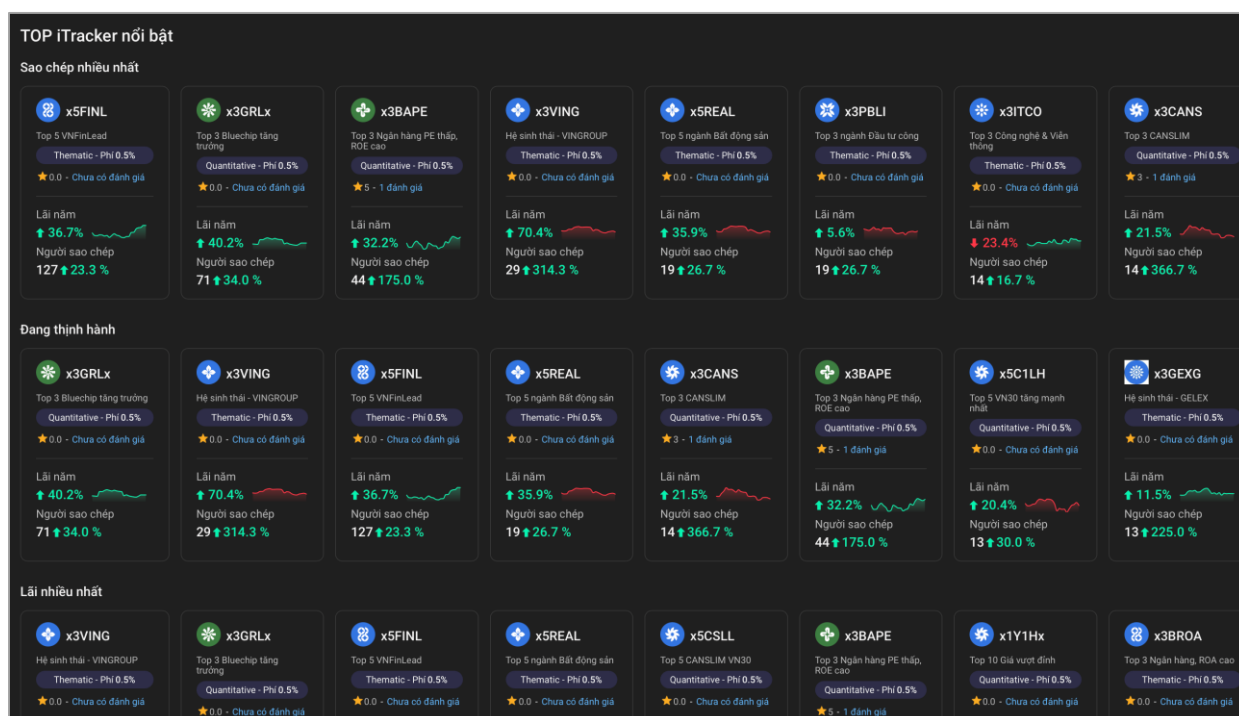 TOP iTracker nổi bật
Sao chép nhiều nhất
x5FINL
Top 5 VNFinLead
Thematic - Phí 0.5%
0.0 - Chưa có đánh giá
Lãi năm
36.7%
Người sao chép
127 23.3 %
x3GRLx
Top 3 Bluechip tăng
trưởng
Quantitative - Phí 0.5%
0.0 - Chưa có đánh giá
Lãi năm
40.2%
Người sao chép
71 34.0 %
x3BAPE
Top 3 Ngân hàng PE thấp,
ROE cao
Quantitative - Phí 0.5%
5 - 1 đánh giá
Lãi năm
32.2%
Người sao chép
44 175.0 %
x3VING
Hệ sinh thái - VINGROUP
Thematic - Phí 0.5%
0.0 - Chưa có đánh giá
Lãi năm
70.4%
Người sao chép
29 314.3 %
x5REAL
Top 5 ngành Bất động sản
Thematic - Phí 0.5%
0.0 - Chưa có đánh giá
Lãi năm
35.9%
Người sao chép
19 26.7 %
x3PBLI
Top 3 ngành Đầu tư công
Thematic - Phí 0.5%
0.0 - Chưa có đánh giá
Lãi năm
5.6%
Người sao chép
19 26.7 %
x3ITCO
Top 3 Công nghệ & Viễn
thông
Thematic - Phí 0.5%
0.0 - Chưa có đánh giá
Lãi năm
23.4%
Người sao chép
14 16.7 %
x3CANS
Top 3 CANSLIM
Quantitative - Phí 0.5%
3 - 1 đánh giá
Lãi năm
21.5%
Người sao chép
14 366.7 %
Đang thịnh hành
x3GRLx
Top 3 Bluechip tăng trưởng
Quantitative - Phí 0.5%
0.0 - Chưa có đánh giá
Lãi năm
40.2%
Người sao chép
71 34.0 %
x3VING
Hệ sinh thái - VINGROUP
Thematic - Phí 0.5%
0.0 - Chưa có đánh giá
Lãi năm
70.4%
Người sao chép
29 314.3 %
x5FINL
Top 5 VNFinLead
Thematic - Phí 0.5%
0.0 - Chưa có đánh giá
Lãi năm
36.7%
Người sao chép
127 23.3 %
x5REAL
Top 5 ngành Bất động sản
Thematic - Phí 0.5%
0.0 - Chưa có đánh giá
Lãi năm
35.9%
Người sao chép
19 26.7 %
x3CANS
Top 3 CANSLIM
Quantitative - Phí 0.5%
3 - 1 đánh giá
Lãi năm
21.5%
Người sao chép
14 366.7 %
x3BAPE
Top 3 Ngân hàng PE thấp,
ROE cao
Quantitative - Phí 0.5%
5 - 1 đánh giá
Lãi năm
32.2%
Người sao chép
44 175.0 %
x5C1LH
Top 5 VN30 tăng mạnh
nhất
Quantitative - Phí 0.5%
0.0 - Chưa có đánh giá
Lãi năm
20.4%
Người sao chép
13 30.0 %
x3GEXG
Hệ sinh thái - GELEX
Thematic - Phí 0.5%
0.0 - Chưa có đánh giá
Lãi năm
11.5%
Người sao chép
13 225.0 %
Lãi nhiều nhất
x3VING
Hệ sinh thái - VINGROUP
Thematic - Phí 0.5%
0.0 - Chưa có đánh giá
x3GRLx
Top 3 Bluechip tăng
trưởng
Quantitative - Phí 0.5%
0.0 - Chưa có đánh giá
x5FINL
Top 5 VNFinLead
Thematic - Phí 0.5%
0.0 - Chưa có đánh giá
x5REAL
Top 5 ngành Bất động sản
Thematic - Phí 0.5%
0.0 - Chưa có đánh giá
x5CSLL
Top 5 CANSLIM VN30
Quantitative - Phí 0.5%
0.0 - Chưa có đánh giá
x3BAPE
Top 3 Ngân hàng PE thấp,
ROE cao
Quantitative - Phí 0.5%
5 - 1 đánh giá
x1Y1Hx
Top 10 Giá vượt đỉnh
Quantitative - Phí 0.5%
0.0 - Chưa có đánh giá
x3BROA
Top 3 Ngân hàng, ROA cao
Thematic - Phí 0.5%
0.0 - Chưa có đánh giá